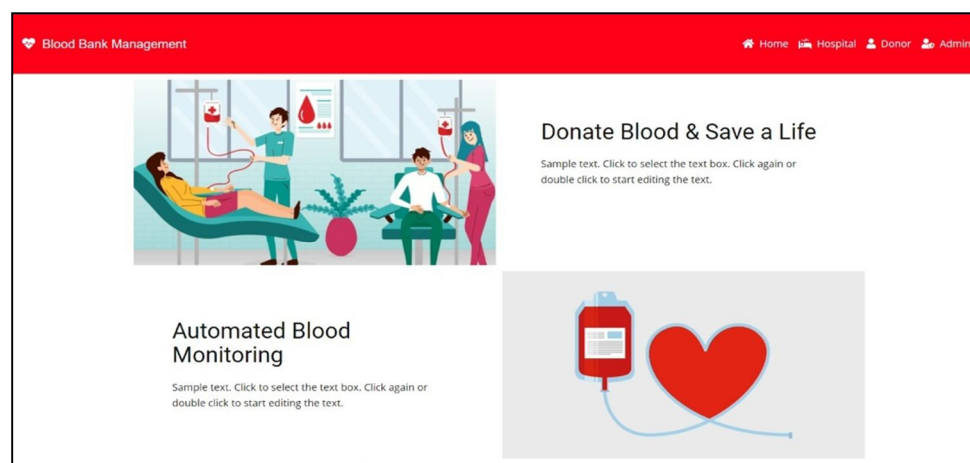 Blood Bank Management
Home Hospital Donor Admin
Donate Blood & Save a Life
Sample text. Click to select the text box. Click again or
double click to start editing the text.
Automated Blood
Monitoring
Sample text. Click to select the text box. Click again or
double click to start editing the text.